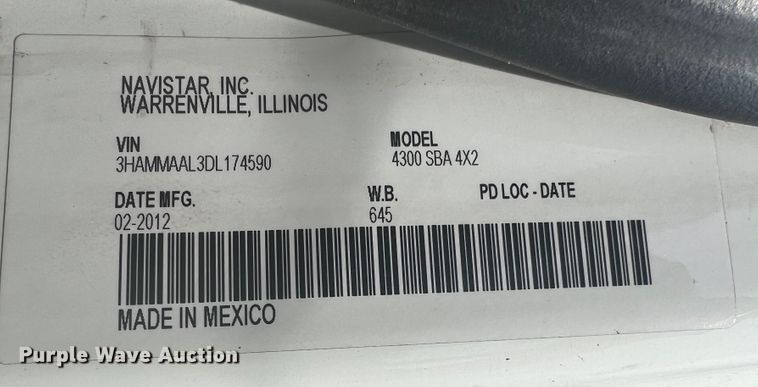 NAVISTAR, INC.
WARRENVILLE, ILLINOIS
VIN
3HAMMAAL3DL174590
MODEL
4300 SBA 4X2
DATE MFG.
02-2012
W.B.
645
PD LOC - DATE
MADE IN MEXICO
Purple Wave Auction